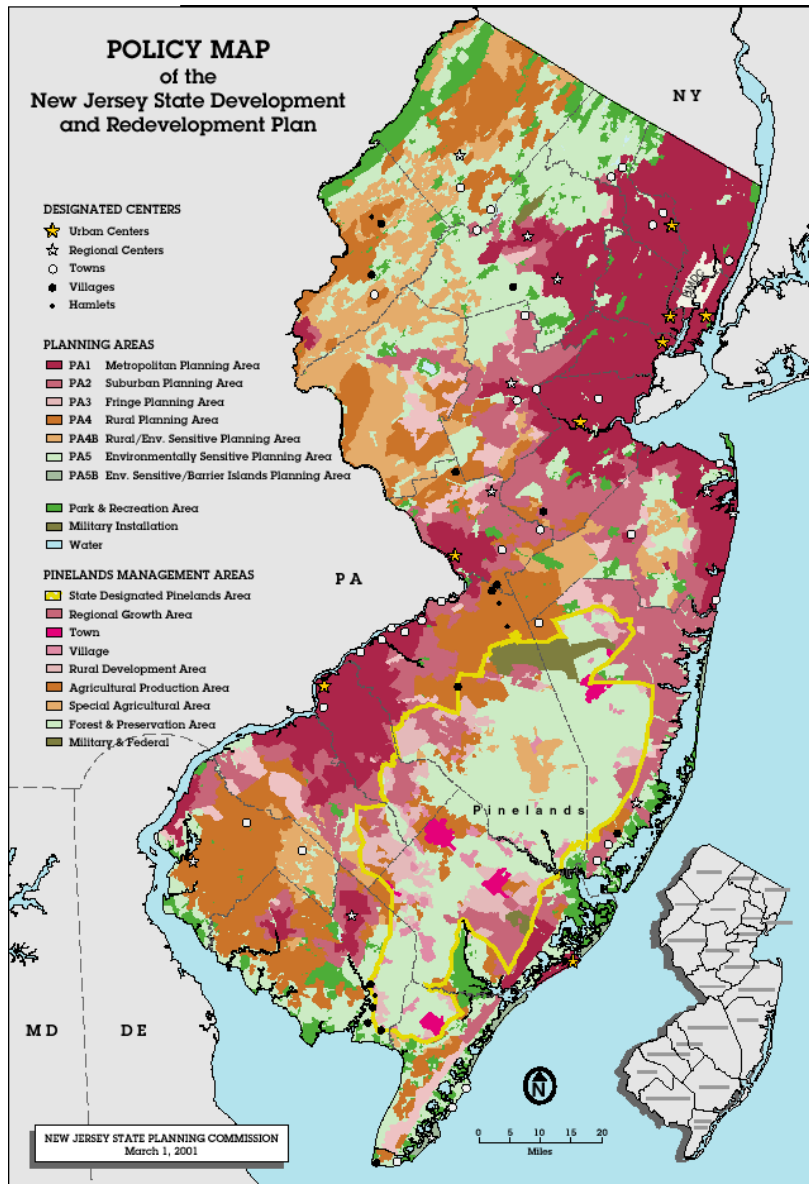 POLICY MAP
of the
New Jersey State Development
and Redevelopment Plan
NY
DESIGNATED CENTERS
Urban Centers
Regional Centers
Towns
Villages
Hamlets
PLANNING AREAS
PA1 Metropolitan Planning Area
PA2 Suburban Planning Area
PA3 Fringe Planning Area
PA4 Rural Planning Area
PA4B Rural/Env. Sensitive Planning Area
PA5 Environmentally Sensitive Planning Area
PA5B Env. Sensitive/Barrier Islands Planning Area
Park & Recreation Area
Military Installation
Water
PINELANDS MANAGEMENT AREAS
State Designated Pinelands Area
Regional Growth Area
Town
Village
Rural Development Area
Agricultural Production Area
Special Agricultural Area
Forest & Preservation Area
Military & Federal
PA
Pinelands
MD
DE
N
NEW JERSEY STATE PLANNING COMMISSION
March 1, 2001
0 5 10 15 20
Miles